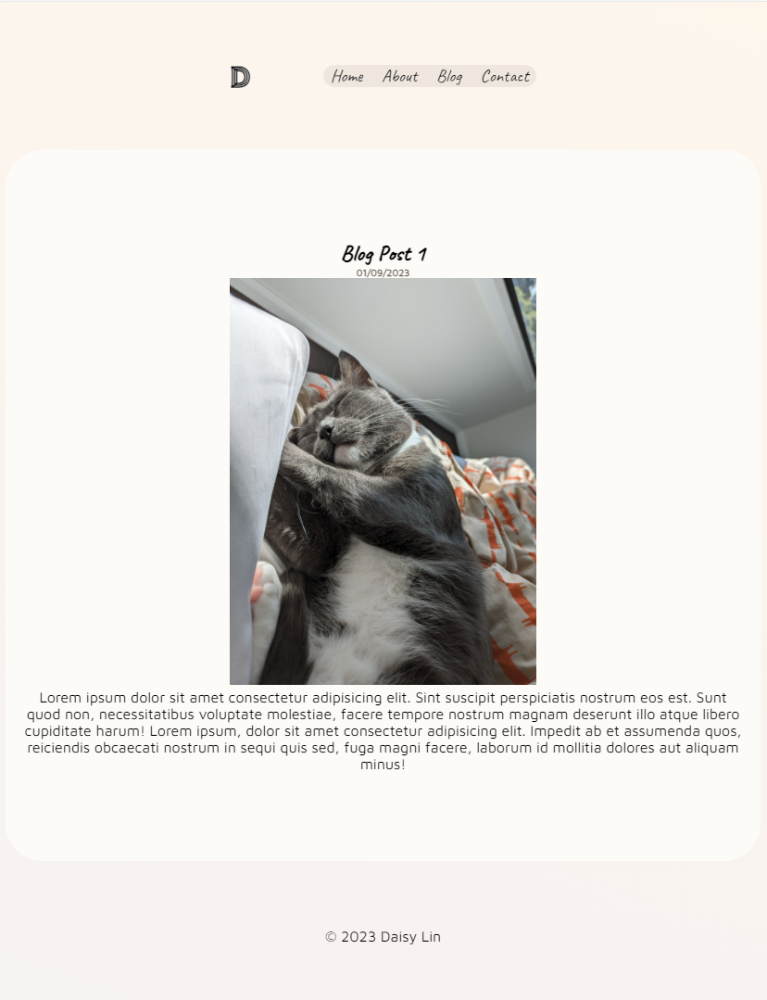 D
Home About Blog Contact
Blog Post 1
01/09/2023
Lorem ipsum dolor sit amet consectetur adipisicing elit. Sint suscipit perspiciatis nostrum eos est. Sunt
quod non, necessitatibus voluptate molestiae, facere tempore nostrum magnam deserunt illo atque libero
cupiditate harum! Lorem ipsum, dolor sit amet consectetur adipisicing elit. Impedit ab et assumenda quos,
reiciendis obcaecati nostrum in sequi quis sed, fuga magni facere, laborum id mollitia dolores aut aliquam
minus!
© 2023 Daisy Lin